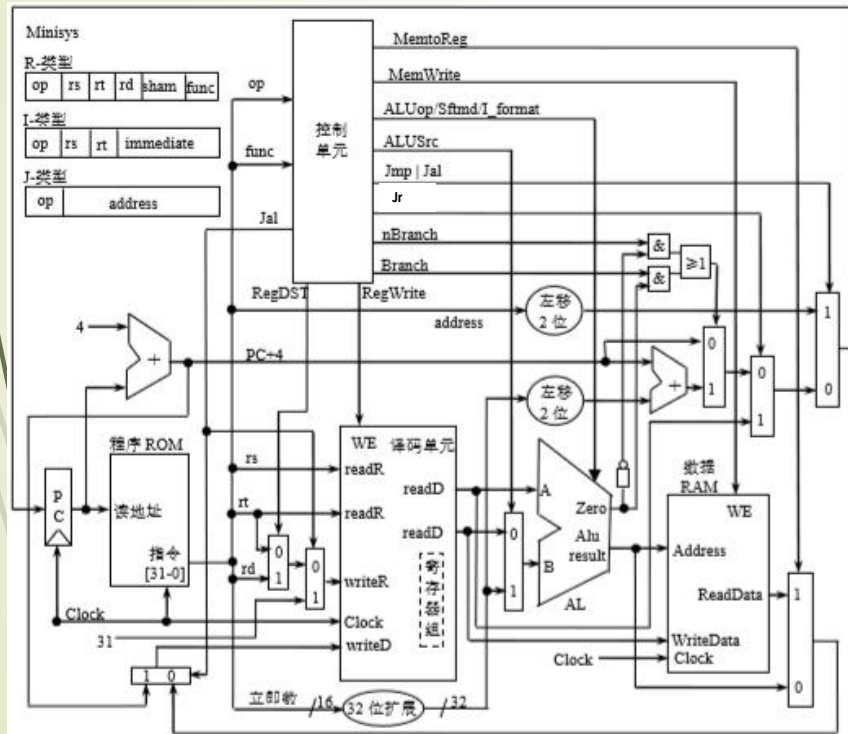 Minisys
R-类型
op rs rt rd sham func
I-类型
op rs rt immediate
J-类型
op address
控制
单元
op
func
Jal
RegDST
RegWrite
MemtoReg
MemWrite
ALUop/Sftmd/I_format
ALUSrc
Jmp | Jal
Jr
nBranch
Branch
&
&
≥1
左移
2 位
address
1
0
4
+
PC+4
0
1
+
0
1
左移
2 位
程序 ROM
读地址
指令
[31-0]
P
C
Clock
31
1 0
rs
rt
rd
0
1
0
1
WE 译码单元
readR
readD
readR
readD
writeR
Clock
writeD
寄
存
器
组
立即数 /16
32 位扩展
/32
0
1
A
B
Zero
Alu
result
AL
数据
RAM
WE
Address
ReadData
WriteData
Clock
Clock
1
0